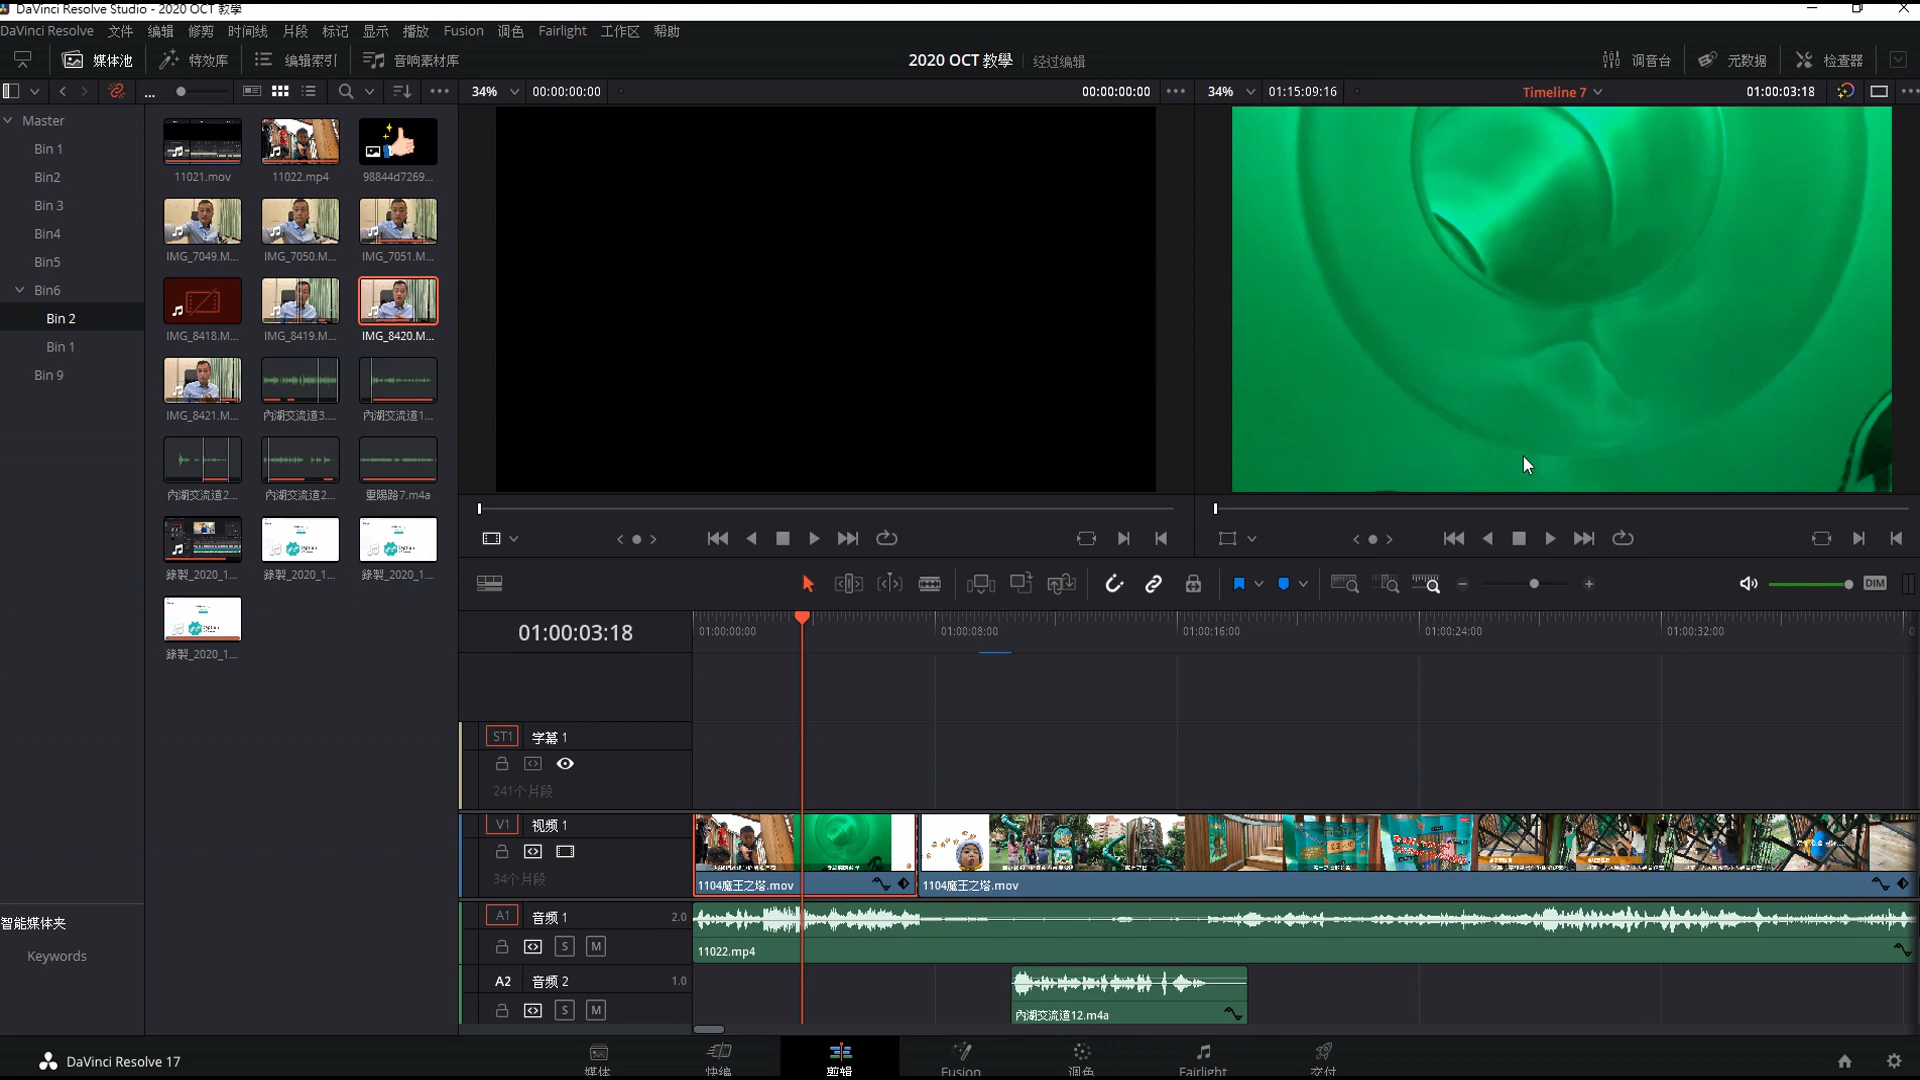 DaVinci Resolve Studio - 2020 OCT 教學
DaVinci Resolve 文件 编辑 修剪 时间线 片段 标记 显示 播放 Fusion 调色 Fairlight 工作区 帮助
媒体池 特效库 编辑索引 音响素材库
2020 OCT 教學 经过编辑
调音台 元数据 检查器
34% 00:00:00:00 00:00:00:00
34% 01:15:09:16 Timeline 7 01:00:03:18
Master
Bin 1
Bin2
Bin 3
Bin4
Bin5
Bin6
Bin 2
Bin 1
Bin 9
智能媒体夹
Keywords
11021.mov 11022.mp4 98844d7269...
IMG_7049.M... IMG_7050.M... IMG_7051.M...
IMG_8418.M... IMG_8419.M... IMG_8420.M...
IMG_8421.M... 內湖交流道3.... 內湖交流道1...
內湖交流道2... 內湖交流道2... 重陽路7.m4a
錄製_2020_1... 錄製_2020_1... 錄製_2020_1...
錄製_2020_1...
DIM
01:00:03:18
01:00:00:00 01:00:08:00 01:00:16:00 01:00:24:00 01:00:32:00
ST1 字幕 1
241个片段
V1 视频 1
34个片段
1104魔王之塔.mov 1104魔王之塔.mov
A1 音频 1 2.0
S M
11022.mp4
A2 音频 2 1.0
S M
內湖交流道12.m4a
DaVinci Resolve 17
媒体 快编 剪辑 Fusion 调色 Fairlight 交付